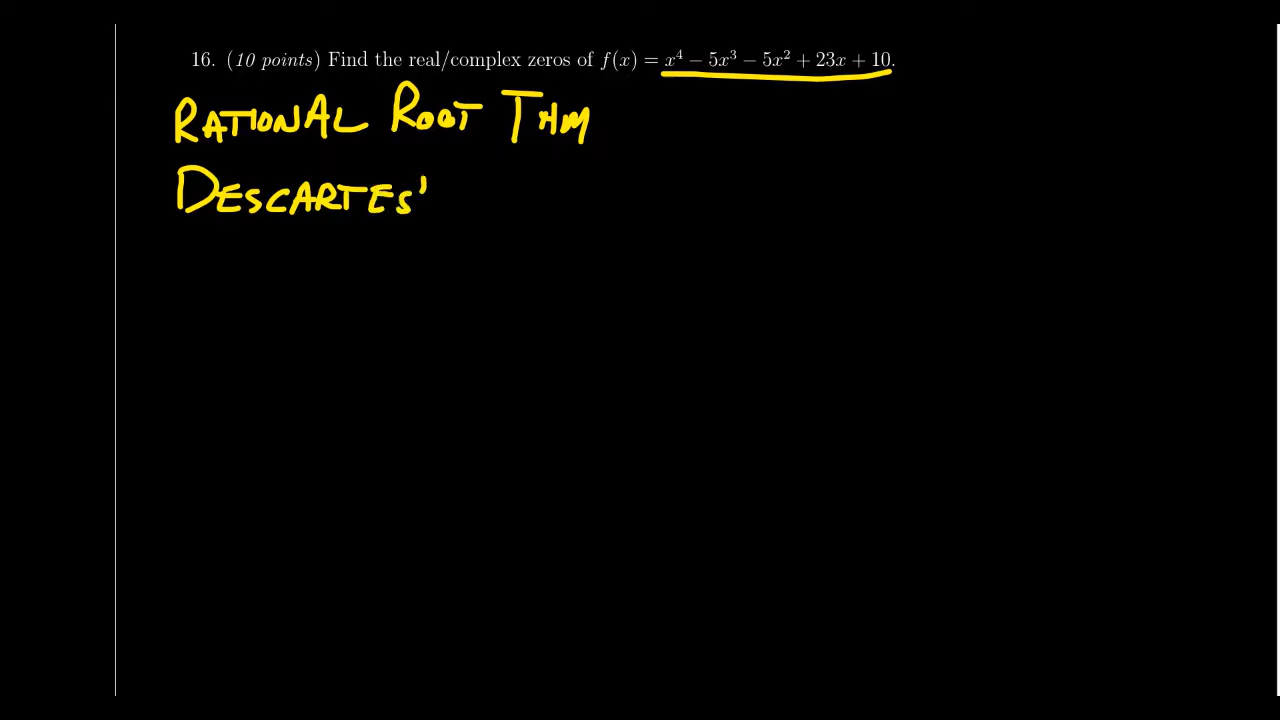 16. (10 points) Find the real/complex zeros of f(x) = x⁴ − 5x³ − 5x² + 23x + 10.
RATIONAL ROOT THM
DESCARTES'